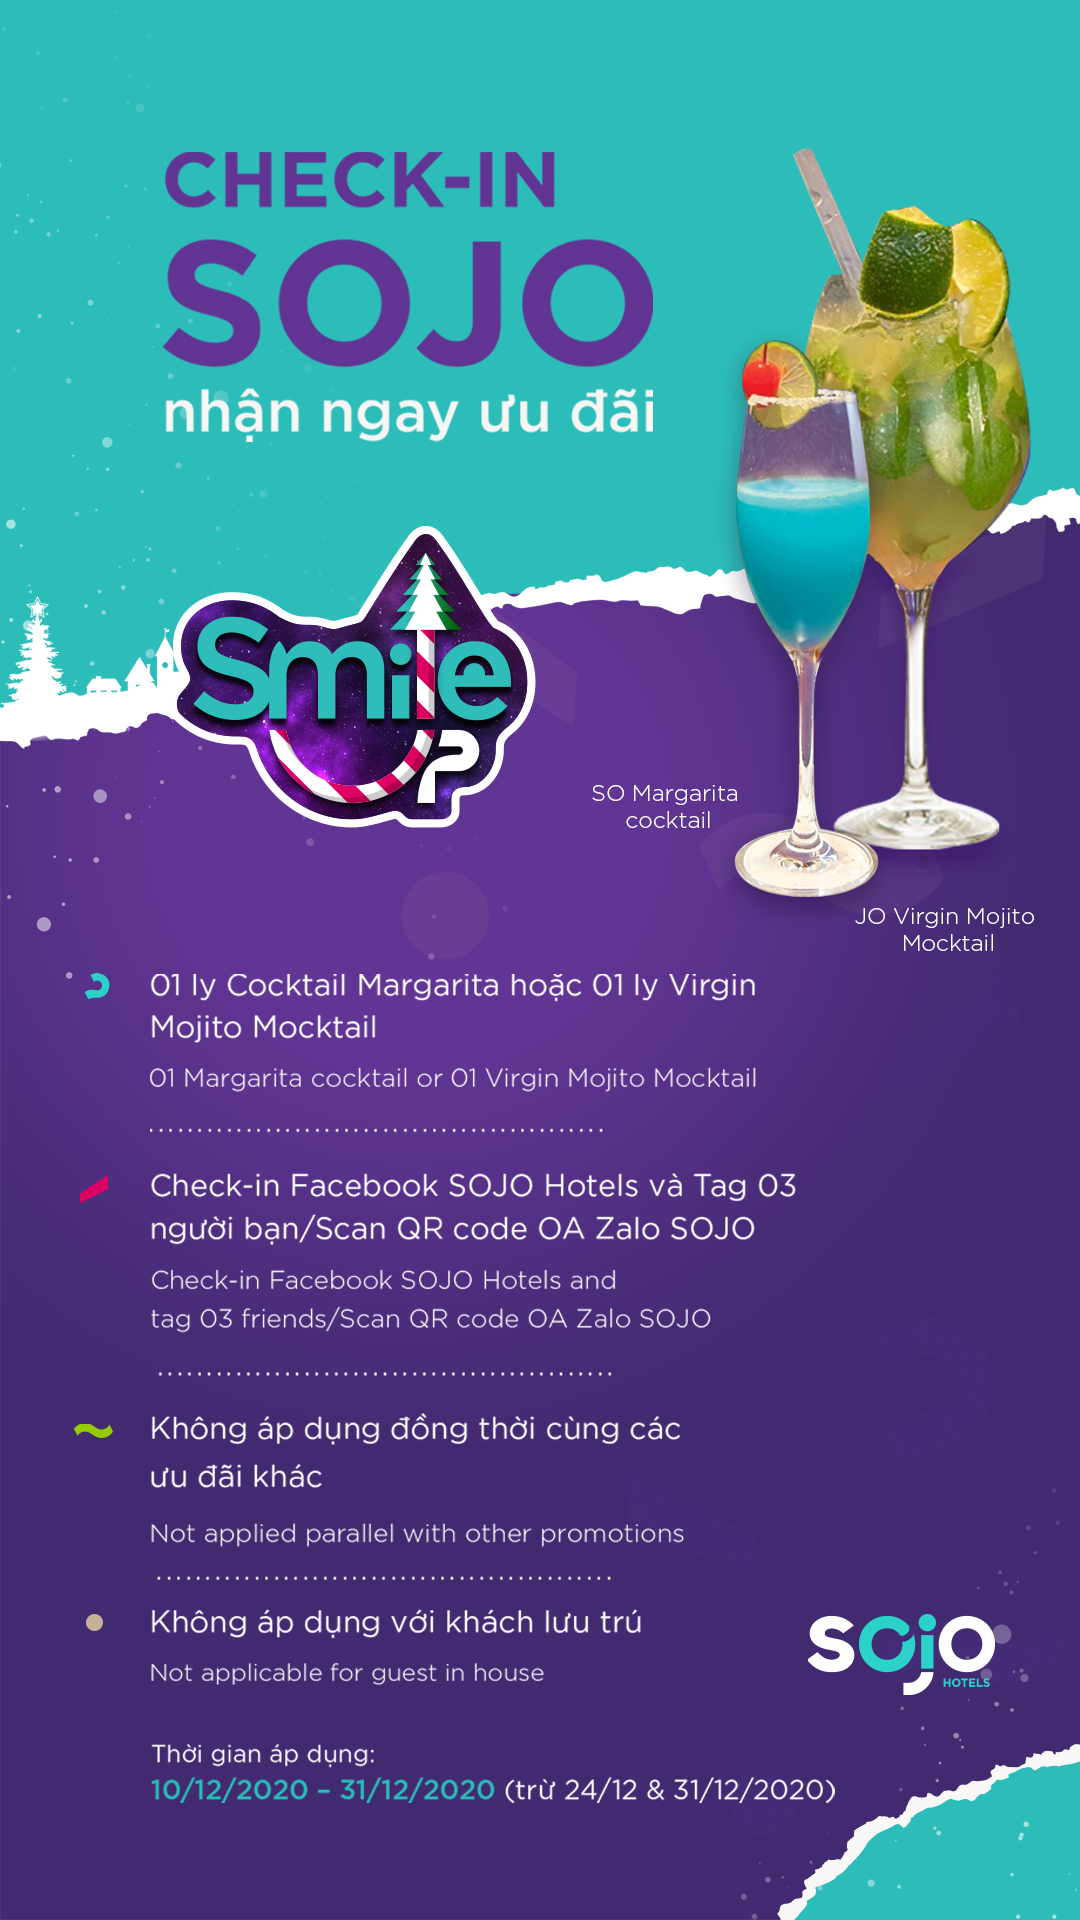 CHECK-IN
SOJO
nhận ngay ưu đãi
Smile
UP
SO Margarita
cocktail
JO Virgin Mojito
Mocktail
01 ly Cocktail Margarita hoặc 01 ly Virgin
Mojito Mocktail
01 Margarita cocktail or 01 Virgin Mojito Mocktail
Check-in Facebook SOJO Hotels và Tag 03
người bạn/Scan QR code OA Zalo SOJO
Check-in Facebook SOJO Hotels and
tag 03 friends/Scan QR code OA Zalo SOJO
Không áp dụng đồng thời cùng các
ưu đãi khác
Not applied parallel with other promotions
Không áp dụng với khách lưu trú
Not applicable for guest in house
sojo
HOTELS
Thời gian áp dụng:
10/12/2020 – 31/12/2020 (trừ 24/12 & 31/12/2020)